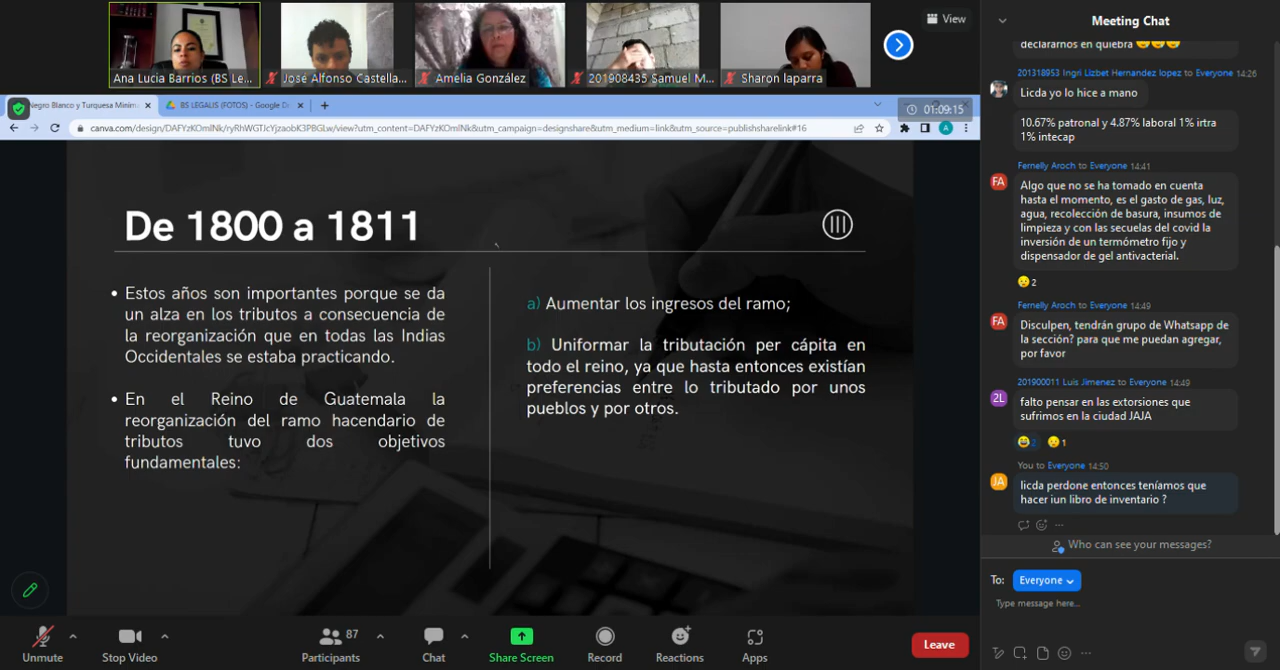 View
Meeting Chat
Ana Lucia Barrios (BS Le...
José Alfonso Castella...
Amelia González
201908435 Samuel M...
Sharon laparra
Negro Blanco y Turquesa Minim
BS LEGALIS (FOTOS) - Google D
01:09:15
canva.com/design/DAFYzKOmlNk/ryRhWGTJcYjzaobK3PBGLw/view?utm_content=DAFYzKOmlNk&utm_campaign=designshare&utm_medium=link&utm_source=publishsharelink#16
A
De 1800 a 1811
• Estos años son importantes porque se da
un alza en los tributos a consecuencia de
la reorganización que en todas las Indias
Occidentales se estaba practicando.
• En el Reino de Guatemala la
reorganización del ramo hacendario de
tributos tuvo dos objetivos
fundamentales:
a) Aumentar los ingresos del ramo;
b) Uniformar la tributación per cápita en
todo el reino, ya que hasta entonces existían
preferencias entre lo tributado por unos
pueblos y por otros.
declararnos en quiebra
201318953 Ingri Lizbet Hernandez lopez to Everyone 14:26
Licda yo lo hice a mano
10.67% patronal y 4.87% laboral 1% irtra
1% intecap
Fernelly Aroch to Everyone 14:41
FA
Algo que no se ha tomado en cuenta
hasta el momento, es el gasto de gas, luz,
agua, recolección de basura, insumos de
limpieza y con las secuelas del covid la
inversión de un termómetro fijo y
dispensador de gel antivacterial.
2
Fernelly Aroch to Everyone 14:49
FA
Disculpen, tendrán grupo de Whatsapp de
la sección? para que me puedan agregar,
por favor
201900011 Luis Jimenez to Everyone 14:49
2L
falto pensar en las extorsiones que
sufrimos en la ciudad JAJA
2
1
You to Everyone 14:50
JA
licda perdone entonces teníamos que
hacer iun libro de inventario ?
Who can see your messages?
To: Everyone
Type message here...
Unmute
Stop Video
87
Participants
Chat
Share Screen
Record
Reactions
Apps
Leave